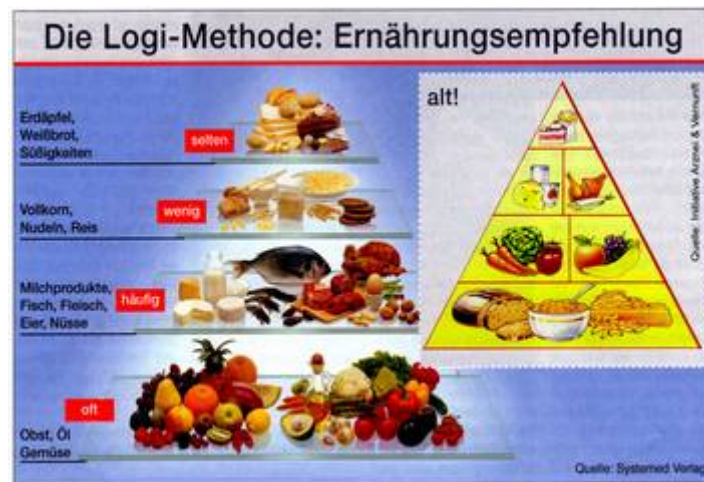 Die Logi-Methode: Ernährungsempfehlung
Erdäpfel,
Weißbrot,
Süßigkeiten
selten
Vollkorn,
Nudeln, Reis
wenig
Milchprodukte,
Fisch, Fleisch,
Eier, Nüsse
häufig
Obst, Öl
Gemüse
oft
alt!
Quelle: Initiative Arznei & Vernunft
Quelle: Systemed Verlag